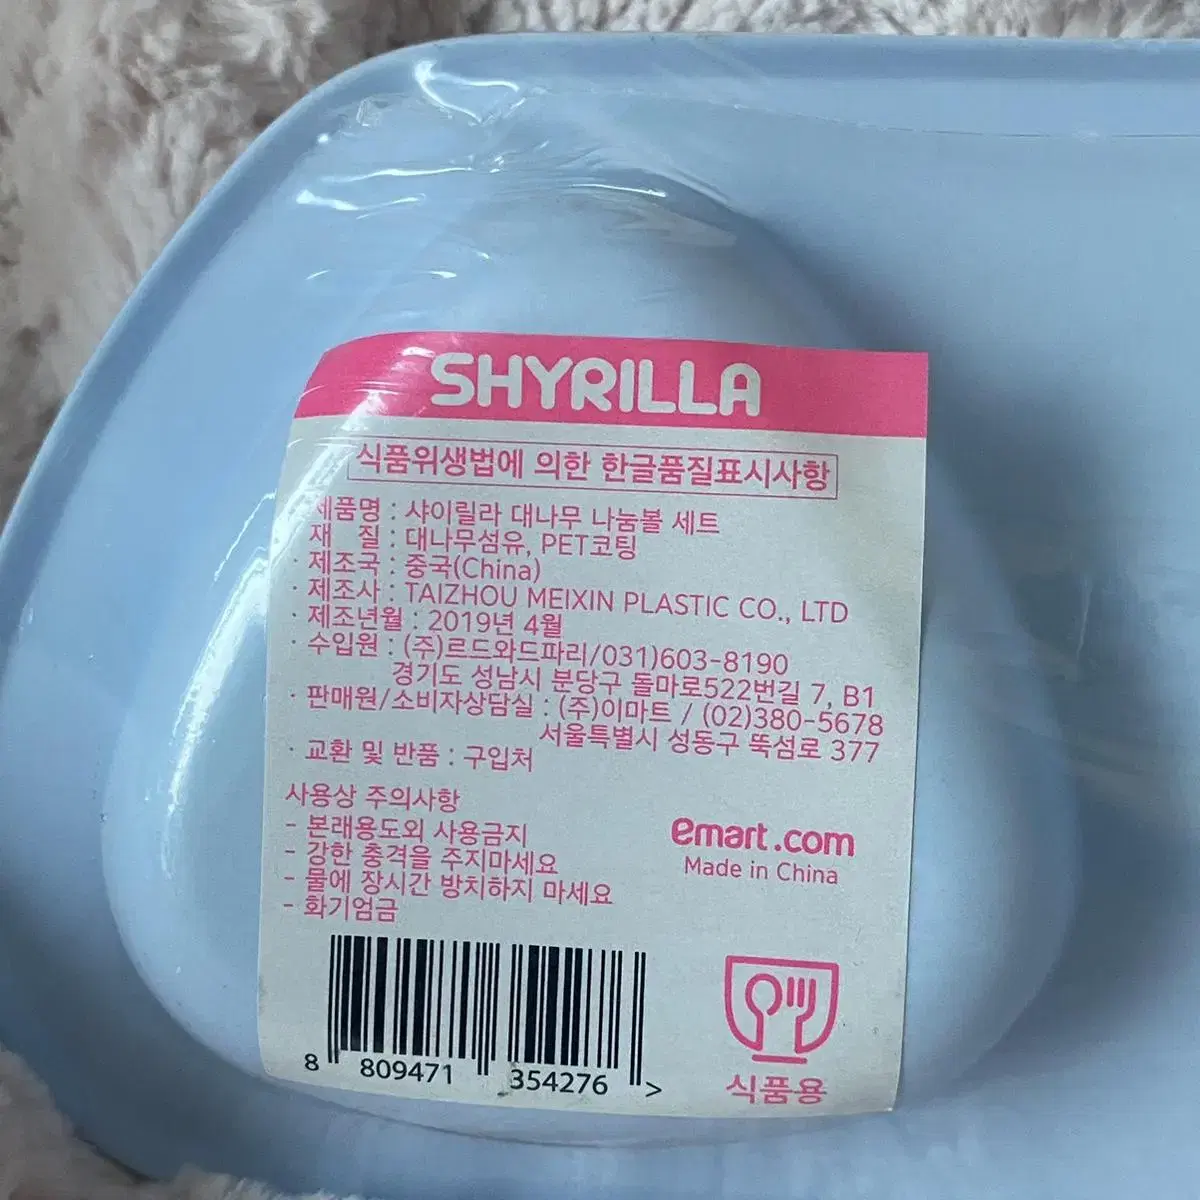 SHYRILLA
식품위생법에 의한 한글품질표시사항
제품명 : 샤이릴라 대나무 나눔볼 세트
재 질 : 대나무섬유, PET코팅
· 제조국 : 중국(China)
· 제조사 : TAIZHOU MEIXIN PLASTIC CO., LTD
· 제조년월 : 2019년 4월
· 수입원 : (주)르드와드파리/031)603-8190
경기도 성남시 분당구 돌마로522번길 7, B1
· 판매원/소비자상담실 : (주)이마트 / (02)380-5678
서울특별시 성동구 뚝섬로 377
· 교환 및 반품 : 구입처
사용상 주의사항
- 본래용도외 사용금지
- 강한 충격을 주지마세요
- 물에 장시간 방치하지 마세요
- 화기엄금
emart.com
Made in China
8 809471 354276 >
식품용